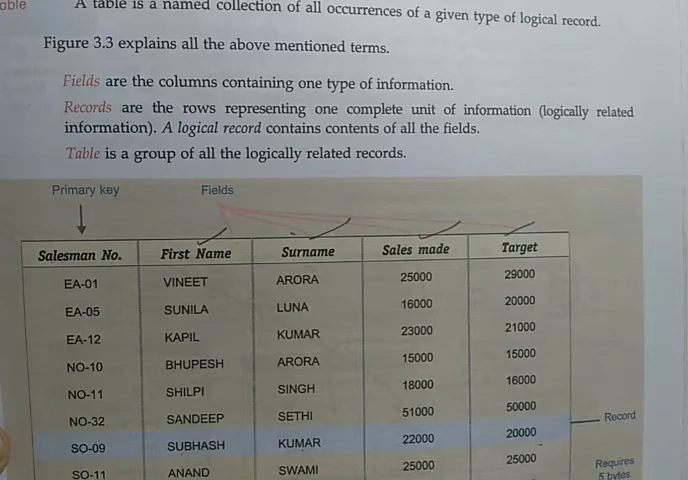 able
A table is a named collection of all occurrences of a given type of logical record.
Figure 3.3 explains all the above mentioned terms.
Fields are the columns containing one type of information.
Records are the rows representing one complete unit of information (logically related
information). A logical record contains contents of all the fields.
Table is a group of all the logically related records.
Primary key Fields
Salesman No. First Name Surname Sales made Target
EA-01 VINEET ARORA 25000 29000
EA-05 SUNILA LUNA 16000 20000
EA-12 KAPIL KUMAR 23000 21000
NO-10 BHUPESH ARORA 15000 15000
NO-11 SHILPI SINGH 18000 16000
NO-32 SANDEEP SETHI 51000 50000
Record
SO-09 SUBHASH KUMAR 22000 20000
SO-11 ANAND SWAMI 25000 25000
Requires
5 bytes